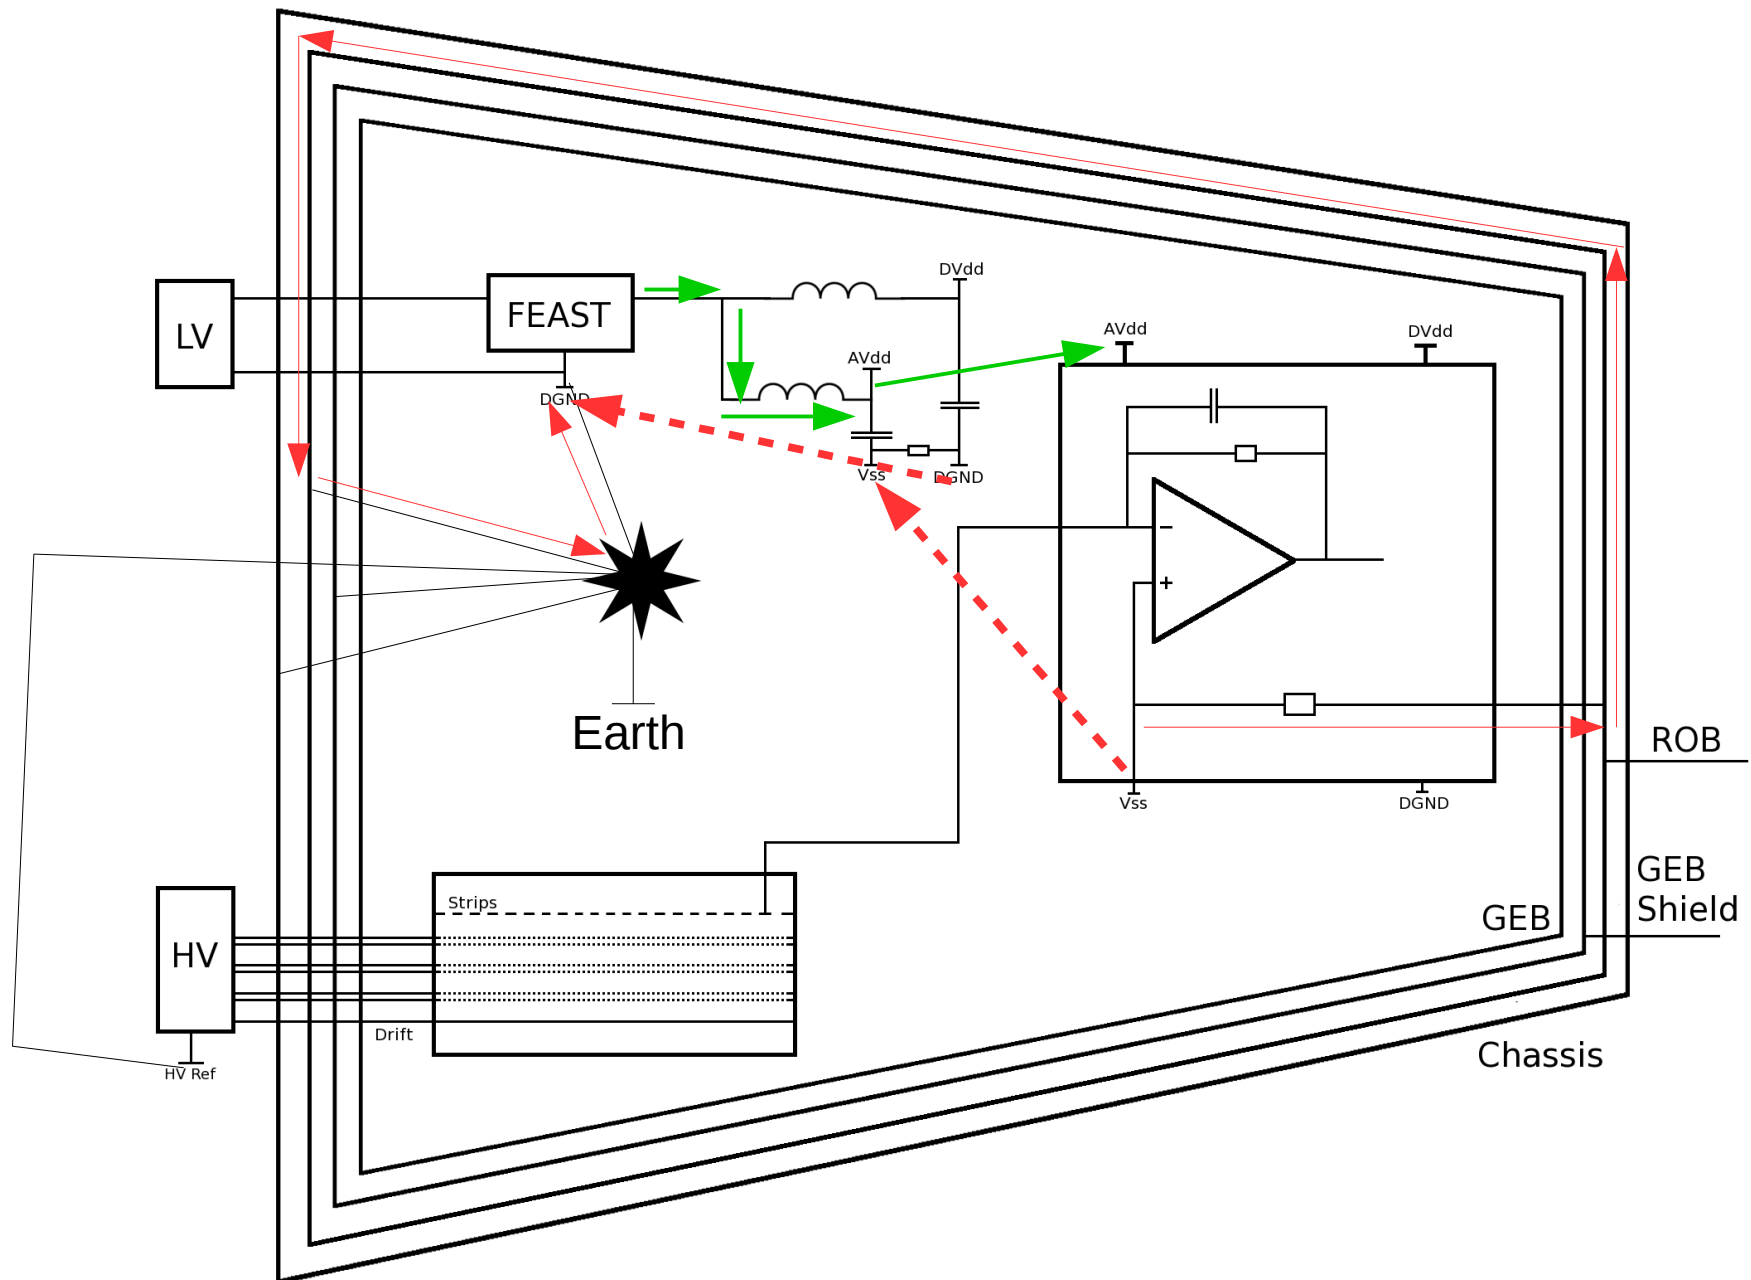 DVdd
LV
FEAST
AVdd
DVdd
AVdd
DGND
Vss
DGND
−
+
Earth
ROB
Vss
DGND
GEB
Shield
GEB
Strips
HV
Drift
HV Ref
Chassis